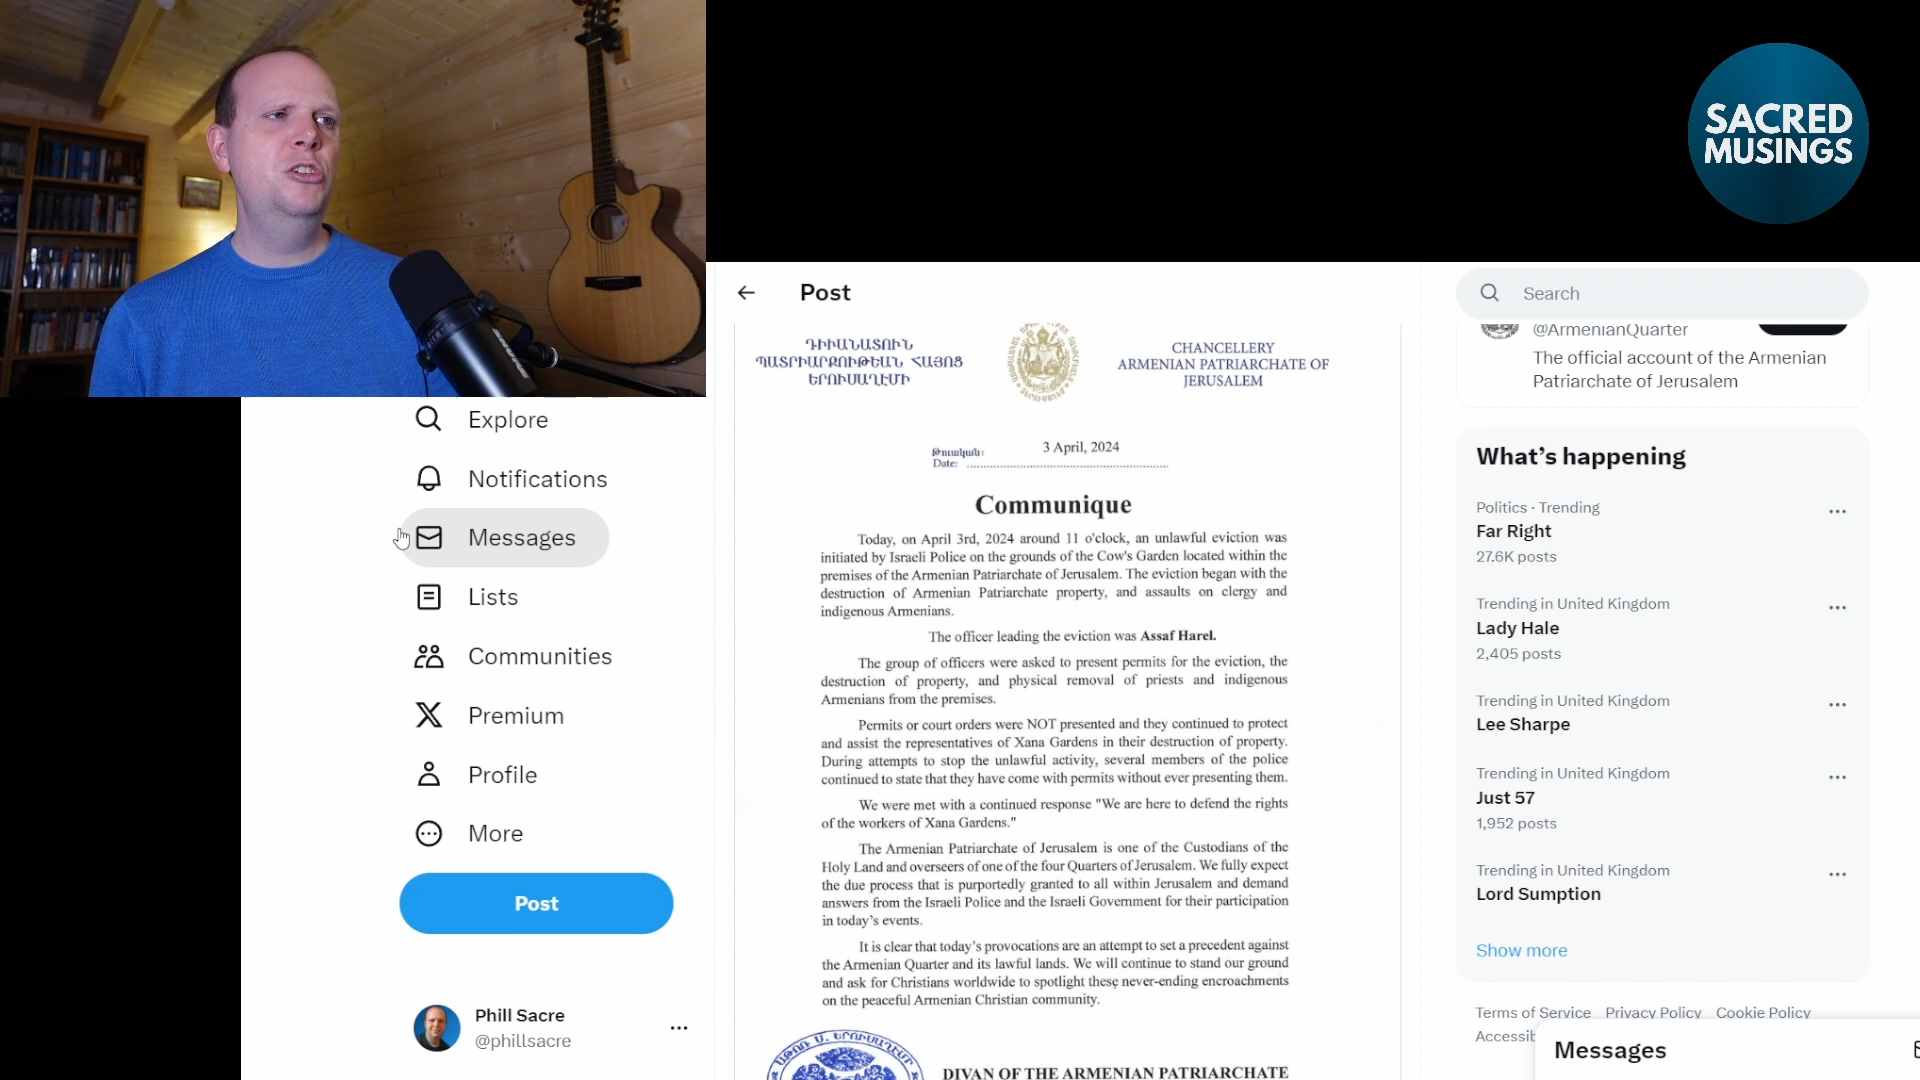 SACRED
MUSINGS
Post
Search
@ArmenianQuarter
The official account of the Armenian
Patriarchate of Jerusalem
ԴԻՒԱՆԱՏՈՒՆ
ՊԱՏՐԻԱՐՔՈՒԹԵԱՆ ՀԱՅՈՑ
ԵՐՈՒՍԱՂԷՄԻ
CHANCELLERY
ARMENIAN PATRIARCHATE OF
JERUSALEM
Թուական:
Date:
3 April, 2024
Communique
Today, on April 3rd, 2024 around 11 o'clock, an unlawful eviction was
initiated by Israeli Police on the grounds of the Cow's Garden located within the
premises of the Armenian Patriarchate of Jerusalem. The eviction began with the
destruction of Armenian Patriarchate property, and assaults on clergy and
indigenous Armenians.
The officer leading the eviction was Assaf Harel.
The group of officers were asked to present permits for the eviction, the
destruction of property, and physical removal of priests and indigenous
Armenians from the premises.
Permits or court orders were NOT presented and they continued to protect
and assist the representatives of Xana Gardens in their destruction of property.
During attempts to stop the unlawful activity, several members of the police
continued to state that they have come with permits without ever presenting them.
We were met with a continued response "We are here to defend the rights
of the workers of Xana Gardens."
The Armenian Patriarchate of Jerusalem is one of the Custodians of the
Holy Land and overseers of one of the four Quarters of Jerusalem. We fully expect
the due process that is purportedly granted to all within Jerusalem and demand
answers from the Israeli Police and the Israeli Government for their participation
in today's events.
It is clear that today's provocations are an attempt to set a precedent against
the Armenian Quarter and its lawful lands. We will continue to stand our ground
and ask for Christians worldwide to spotlight these never-ending encroachments
on the peaceful Armenian Christian community.
DIVAN OF THE ARMENIAN PATRIARCHATE
Explore
Notifications
Messages
Lists
Communities
Premium
Profile
More
Post
Phill Sacre
@phillsacre
What's happening
Politics · Trending
Far Right
27.6K posts
Trending in United Kingdom
Lady Hale
2,405 posts
Trending in United Kingdom
Lee Sharpe
Trending in United Kingdom
Just 57
1,952 posts
Trending in United Kingdom
Lord Sumption
Show more
Terms of Service Privacy Policy Cookie Policy
Messages